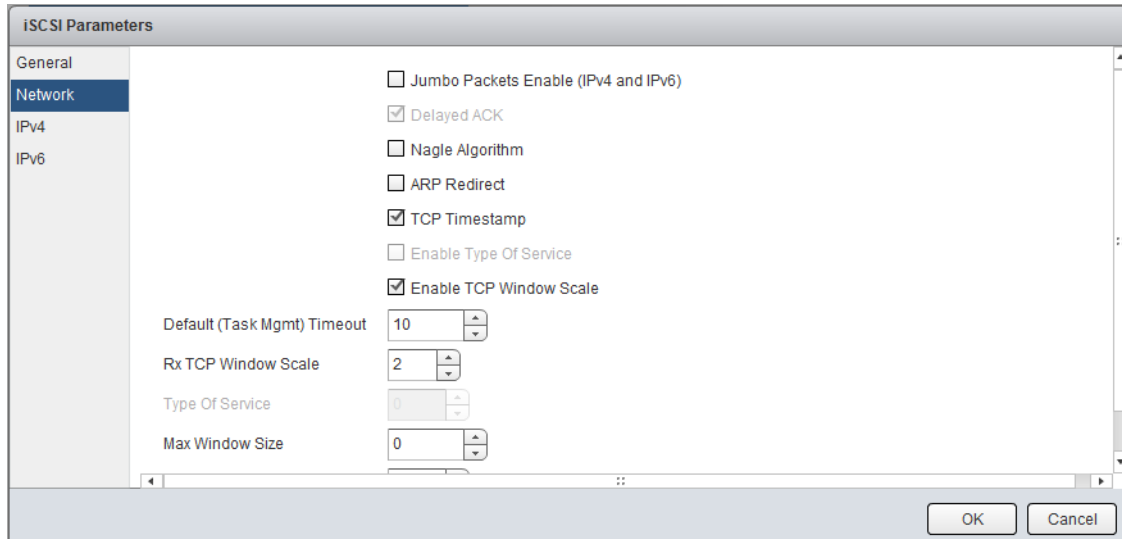 iSCSI Parameters
General
Network
IPv4
IPv6
Jumbo Packets Enable (IPv4 and IPv6)
Delayed ACK
Nagle Algorithm
ARP Redirect
TCP Timestamp
Enable Type Of Service
Enable TCP Window Scale
Default (Task Mgmt) Timeout 10
Rx TCP Window Scale 2
Type Of Service 0
Max Window Size 0
OK Cancel